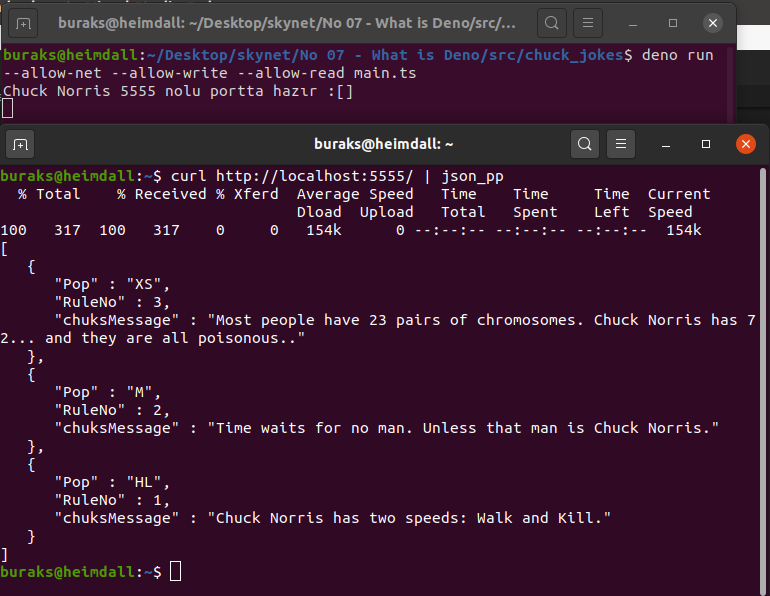 buraks@heimdall: ~/Desktop/skynet/No 07 - What is Deno/src/...
buraks@heimdall:~/Desktop/skynet/No 07 - What is Deno/src/chuck_jokes$ deno run
--allow-net --allow-write --allow-read main.ts
Chuck Norris 5555 nolu portta hazır :[]
buraks@heimdall: ~
buraks@heimdall:~$ curl http://localhost:5555/ | json_pp
% Total % Received % Xferd Average Speed Time Time Time Current
Dload Upload Total Spent Left Speed
100 317 100 317 0 0 154k 0 --:--:-- --:--:-- --:--:-- 154k
[
{
"Pop" : "XS",
"RuleNo" : 3,
"chuksMessage" : "Most people have 23 pairs of chromosomes. Chuck Norris has 7
2... and they are all poisonous.."
},
{
"Pop" : "M",
"RuleNo" : 2,
"chuksMessage" : "Time waits for no man. Unless that man is Chuck Norris."
},
{
"Pop" : "HL",
"RuleNo" : 1,
"chuksMessage" : "Chuck Norris has two speeds: Walk and Kill."
}
]
buraks@heimdall:~$